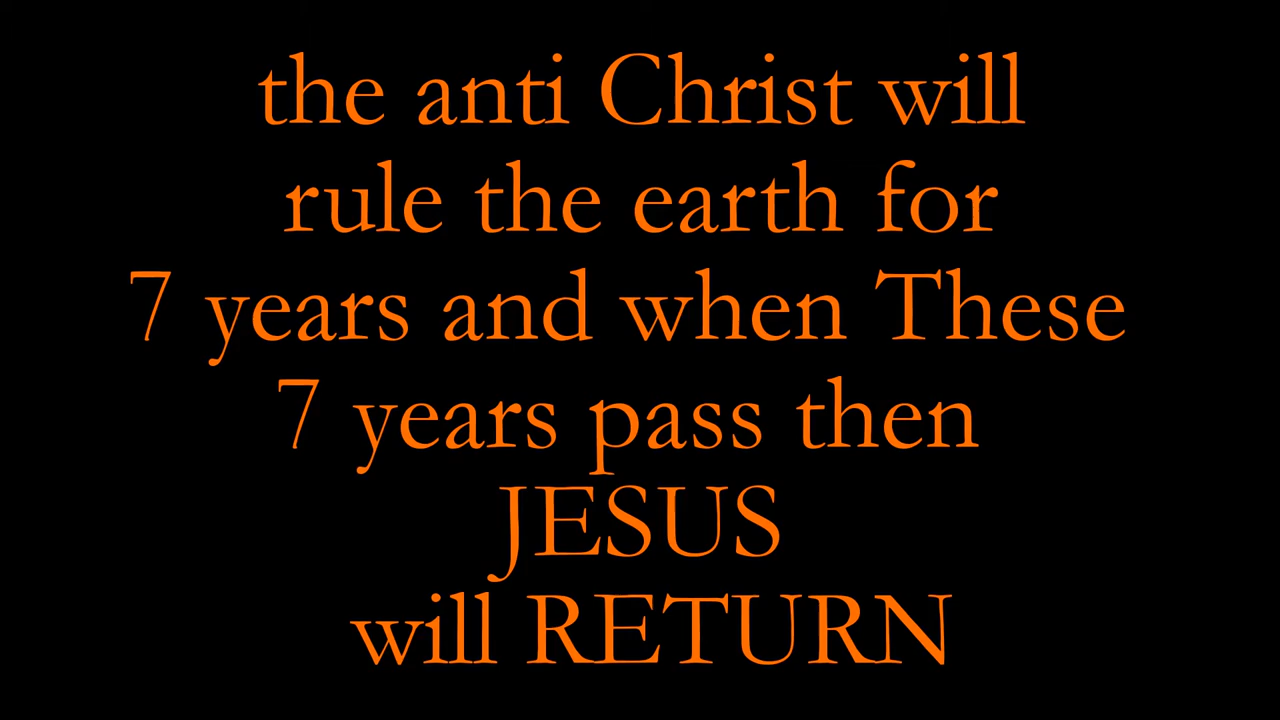 the anti Christ will
rule the earth for
7 years and when These
7 years pass then
JESUS
will RETURN